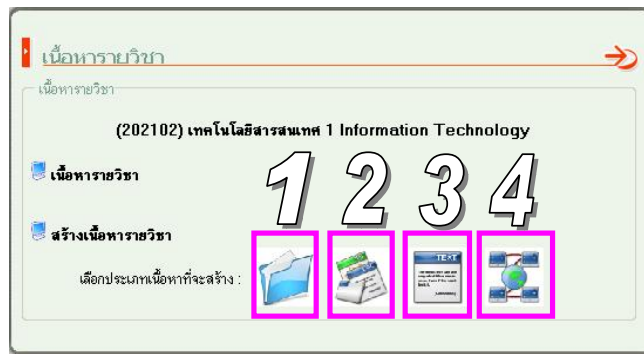 เนื้อหารายวิชา
เนื้อหารายวิชา
(202102) เทคโนโลยีสารสนเทศ 1 Information Technology
เนื้อหารายวิชา
1 2 3 4
สร้างเนื้อหารายวิชา
เลือกประเภทเนื้อหาที่จะสร้าง :
TEXT